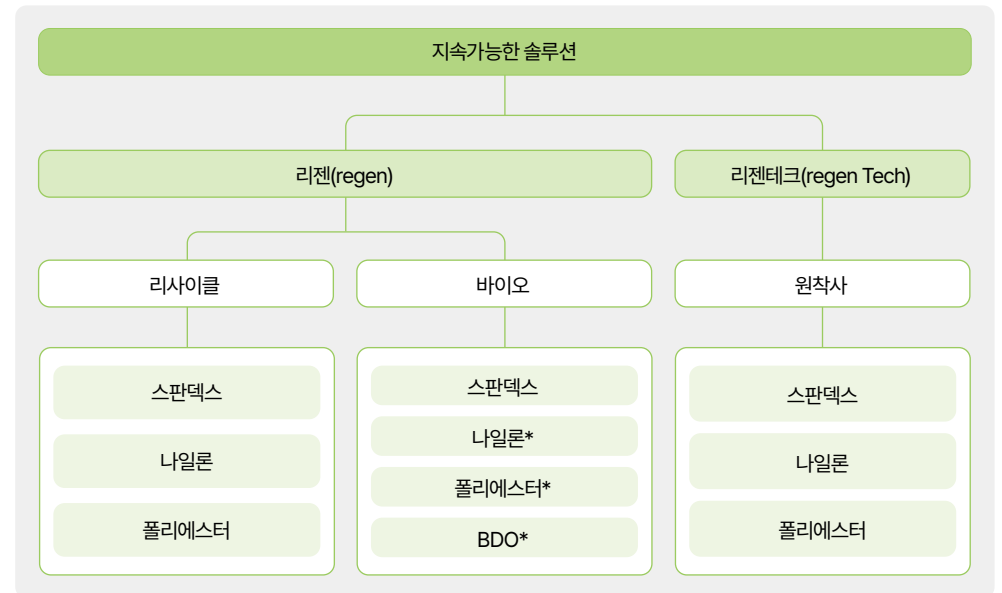 지속가능한 솔루션
리젠(regen)
리젠테크(regen Tech)
리사이클
바이오
원착사
스판덱스
나일론
폴리에스터
스판덱스
나일론*
폴리에스터*
BDO*
스판덱스
나일론
폴리에스터